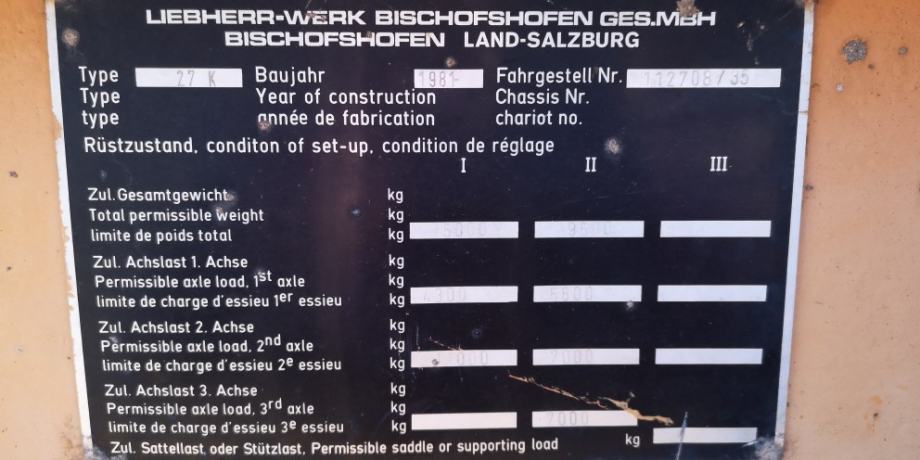 LIEBHERR-WERK BISCHOFSHOFEN GES.MBH
BISCHOFSHOFEN LAND-SALZBURG
Type 27 K Baujahr 1981 Fahrgestell Nr. 112708/35
Type Year of construction Chassis Nr.
type année de fabrication chariot no.
Rüstzustand, conditon of set-up, condition de réglage
I II III
Zul. Gesamtgewicht kg
Total permissible weight kg
limite de poids total kg
Zul. Achslast 1. Achse kg
Permissible axle load, 1st axle kg
limite de charge d'essieu 1er essieu kg 5600
Zul. Achslast 2. Achse kg
Permissible axle load, 2nd axle kg
limite de charge d'essieu 2e essieu kg 7000
Zul. Achslast 3. Achse kg
Permissible axle load, 3rd axle kg
limite de charge d'essieu 3e essieu kg 7000
Zul. Sattellast oder Stützlast, Permissible saddle or supporting load kg